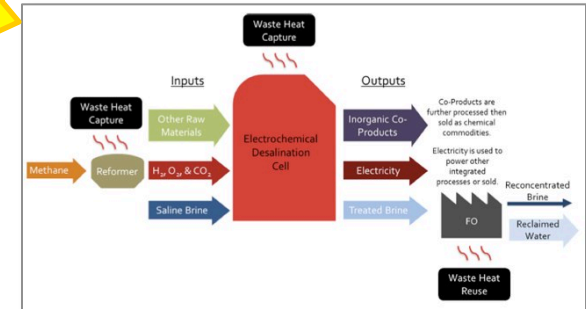 Waste Heat
Capture
Inputs
Outputs
Waste Heat
Capture
Other Raw
Materials
Electrochemical
Desalination
Cell
Inorganic Co-
Products
Co-Products are
further processed then
sold as chemical
commodities.
Methane
Reformer
H₂, O₂, & CO₂
Electricity
Electricity is used to
power other
integrated
processes or sold.
Saline Brine
Treated Brine
FO
Reconcentrated
Brine
Reclaimed
Water
Waste Heat
Reuse